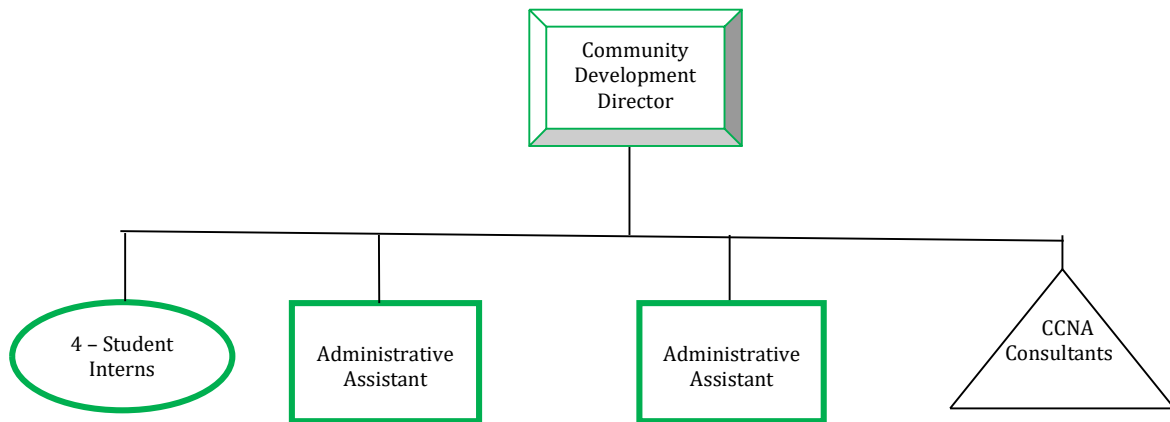 Community
Development
Director
4 – Student
Interns
Administrative
Assistant
Administrative
Assistant
CCNA
Consultants